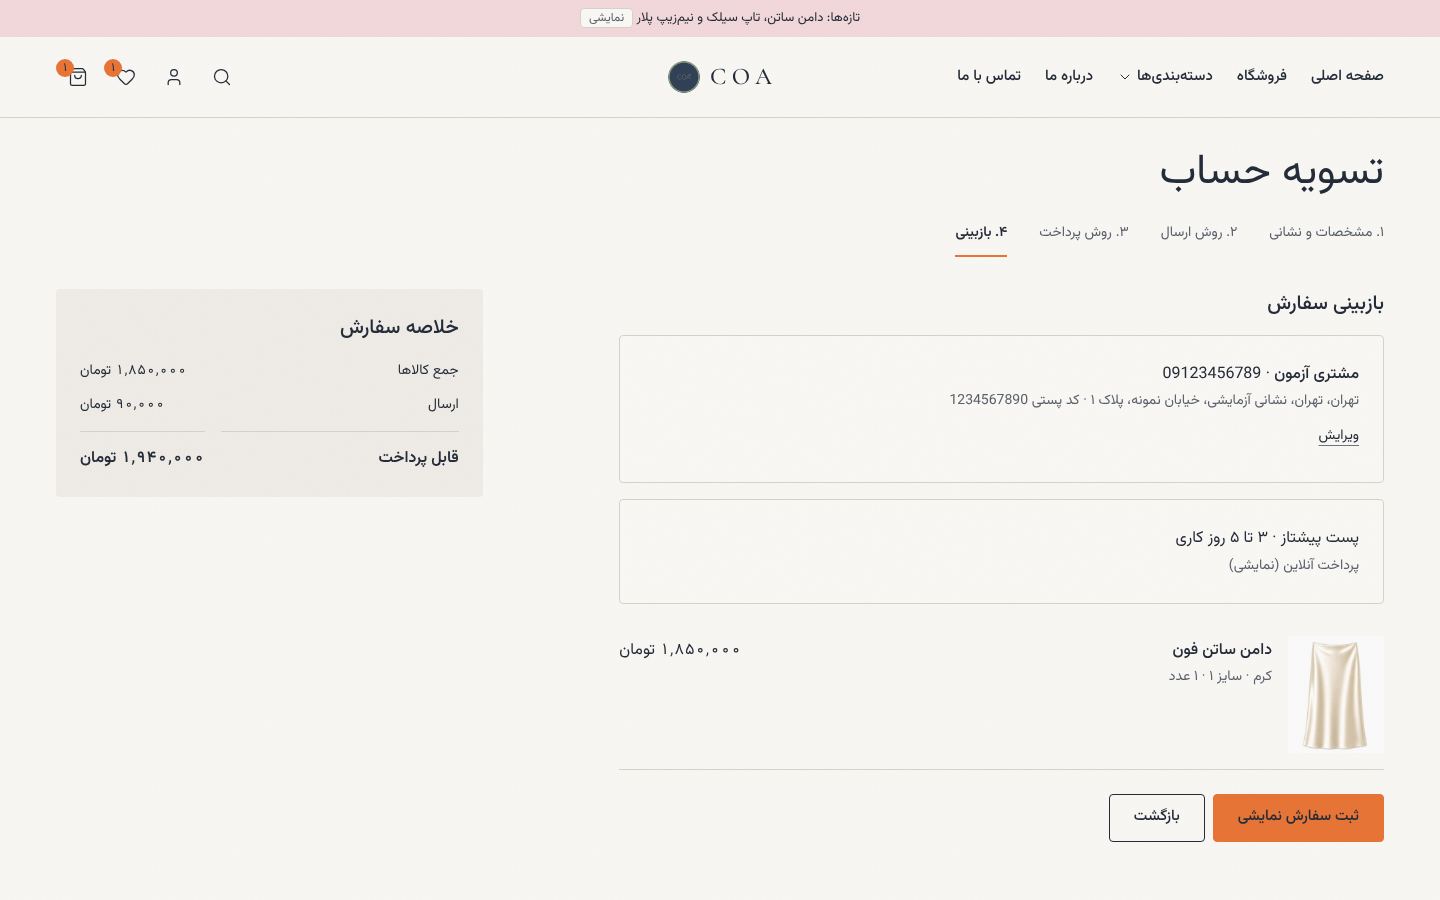 تازه‌ها: دامن ساتن، تاپ سیلک و نیم‌زیپ پلار نمایشی
صفحه اصلی فروشگاه دسته‌بندی‌ها درباره ما تماس با ما
COA
۱ ۱
تسویه حساب
۱. مشخصات و نشانی ۲. روش ارسال ۳. روش پرداخت ۴. بازبینی
بازبینی سفارش
مشتری آزمون · 09123456789
تهران، تهران، نشانی آزمایشی، خیابان نمونه، پلاک ۱ · کد پستی 1234567890
ویرایش
پست پیشتاز · ۳ تا ۵ روز کاری
پرداخت آنلاین (نمایشی)
دامن ساتن فون ۱,۸۵۰,۰۰۰ تومان
کرم · سایز ۱ · ۱ عدد
ثبت سفارش نمایشی بازگشت
خلاصه سفارش
جمع کالاها ۱,۸۵۰,۰۰۰ تومان
ارسال ۹۰,۰۰۰ تومان
قابل پرداخت ۱,۹۴۰,۰۰۰ تومان